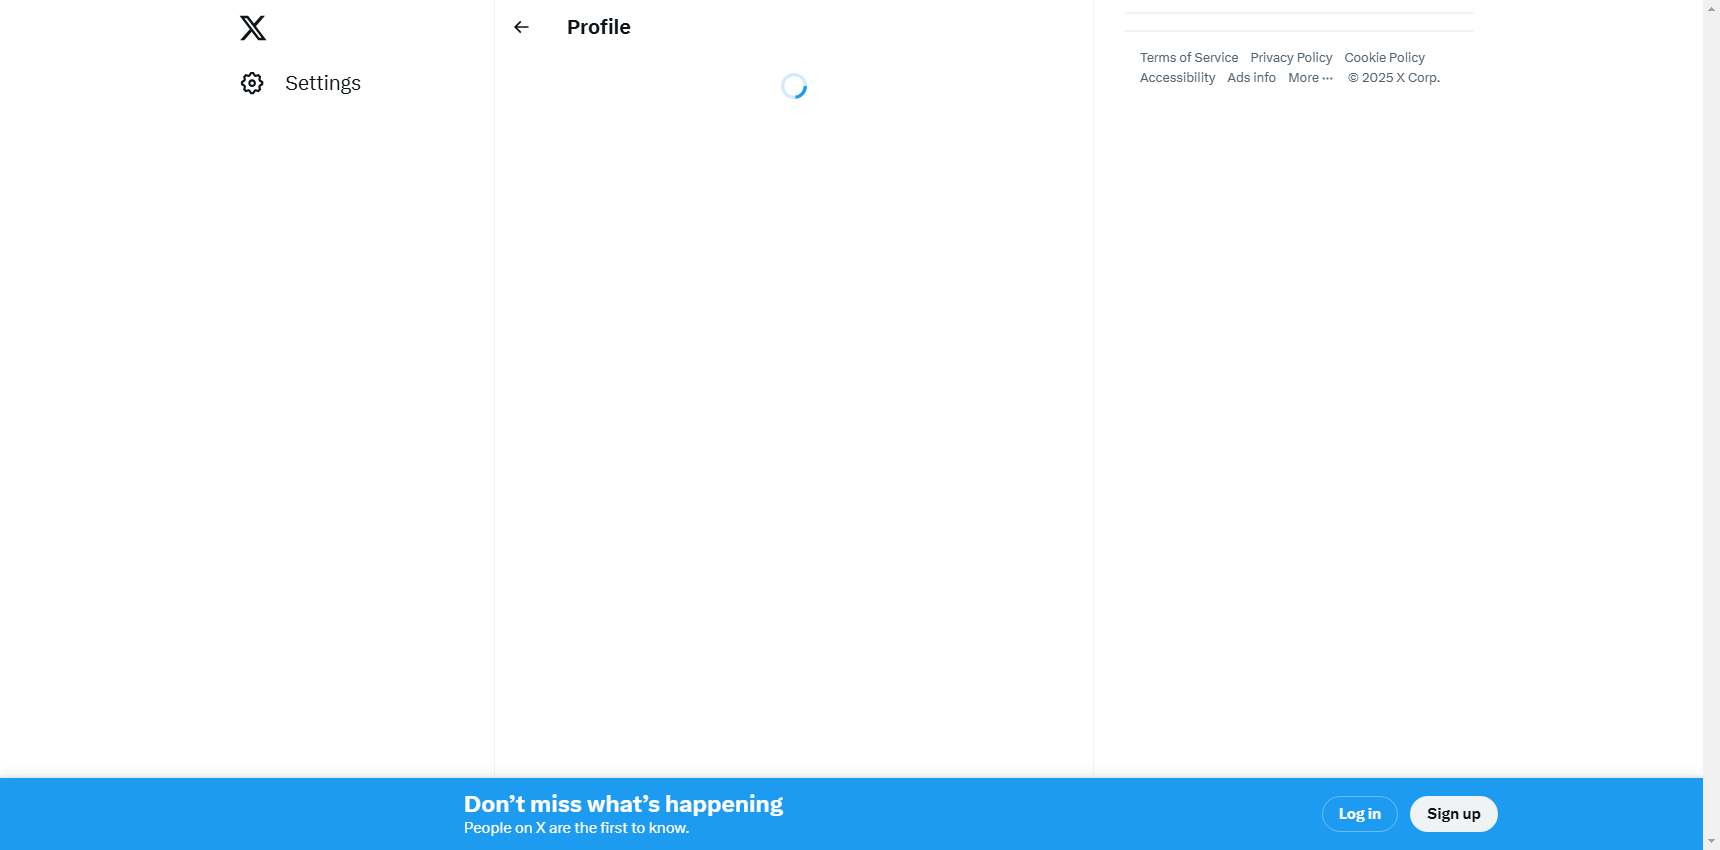 Settings
Profile
Terms of Service Privacy Policy Cookie Policy
Accessibility Ads info More ··· © 2025 X Corp.
Don’t miss what’s happening
People on X are the first to know.
Log in
Sign up